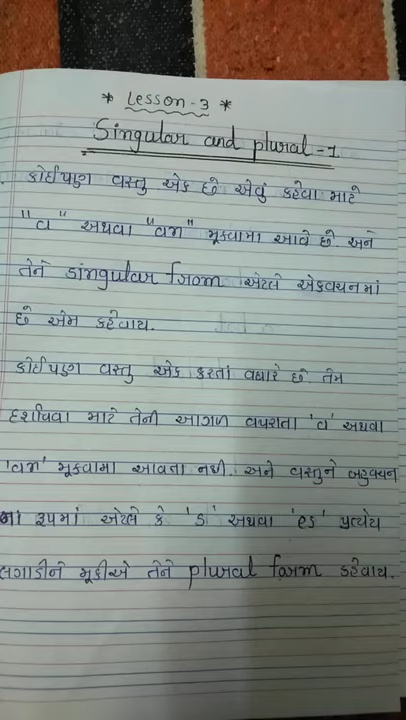 * Lesson - 3 *
Singular and plural - 1
કોઈપણ વસ્તુ એક છે એવું કહેવા માટે
"a" અથવા "an" મૂકવામા આવે છે. અને
તેને singular from એટલે એકવચનમાં
છે એમ કહેવાય.
કોઈપણ વસ્તુ એક કરતાં વધારે છે તેમ
દર્શાવવા માટે તેની આગળ વપરાતા 'a' અથવા
'an' મૂકવામા આવતા નથી. અને વસ્તુને બહુવચન
ના રૂપમાં એટલે કે 's' અથવા 'es' પ્રત્યેય
લગાડીને મૂકીએ તેને plural form કહેવાય.